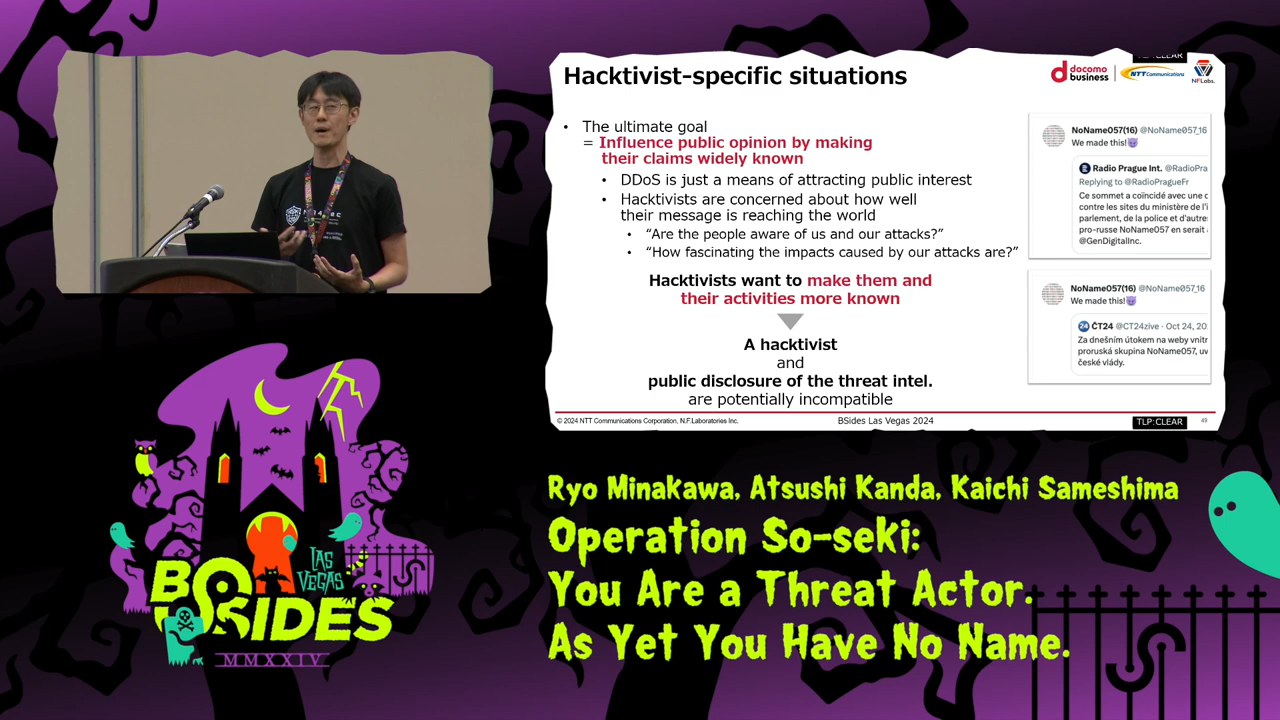 Hacktivist-specific situations
docomo
business
NTT Communications
NFLabs.
TLP:CLEAR
• The ultimate goal
= Influence public opinion by making
their claims widely known
• DDoS is just a means of attracting public interest
• Hacktivists are concerned about how well
their message is reaching the world
• “Are the people aware of us and our attacks?”
• “How fascinating the impacts caused by our attacks are?”
Hacktivists want to make them and
their activities more known
A hacktivist
and
public disclosure of the threat intel.
are potentially incompatible
NoName057(16) @NoName057_16
We made this!😈
Radio Prague Int. @RadioPra
Replying to @RadioPragueFr
Ce sommet a coïncidé avec une
contre les sites du ministère de l'i
parlement, de la police et d'autre
pro-russe NoName057 en serait
@GenDigitalInc.
NoName057(16) @NoName057_16
We made this!😈
24 ČT24 @CT24zive · Oct 24, 20
Za dnešním útokem na weby vnitr
proruská skupina NoName057, uv
české vlády.
© 2024 NTT Communications Corporation, N.F.Laboratories Inc.
BSides Las Vegas 2024
TLP:CLEAR
49
BSIDES
LAS
VEGAS
MMXXIV
Ryo Minakawa, Atsushi Kanda, Kaichi Sameshima
Operation So-seki:
You Are a Threat Actor.
As Yet You Have No Name.